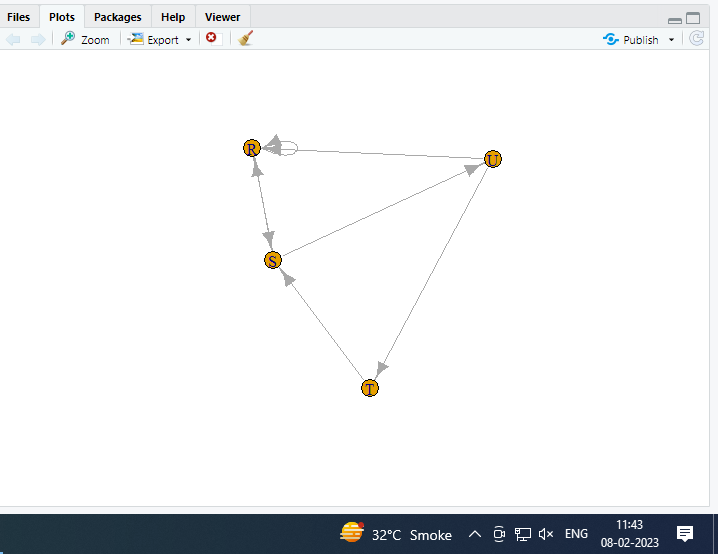 Files Plots Packages Help Viewer
Zoom Export Publish
R
U
S
T
32°C Smoke ENG 11:43
08-02-2023